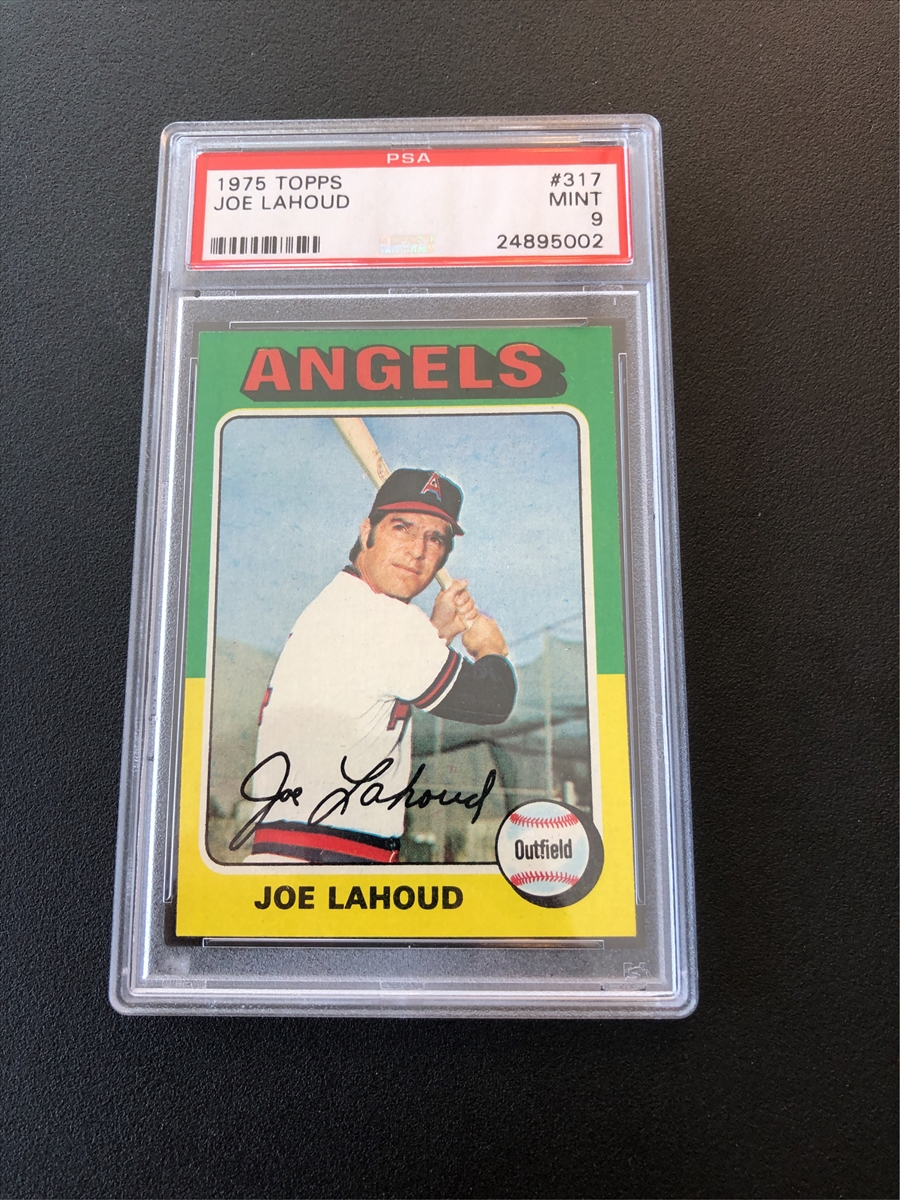 PSA
1975 TOPPS #317
JOE LAHOUD MINT
9
24895002
ANGELS
A
Joe Lahoud
Outfield
JOE LAHOUD